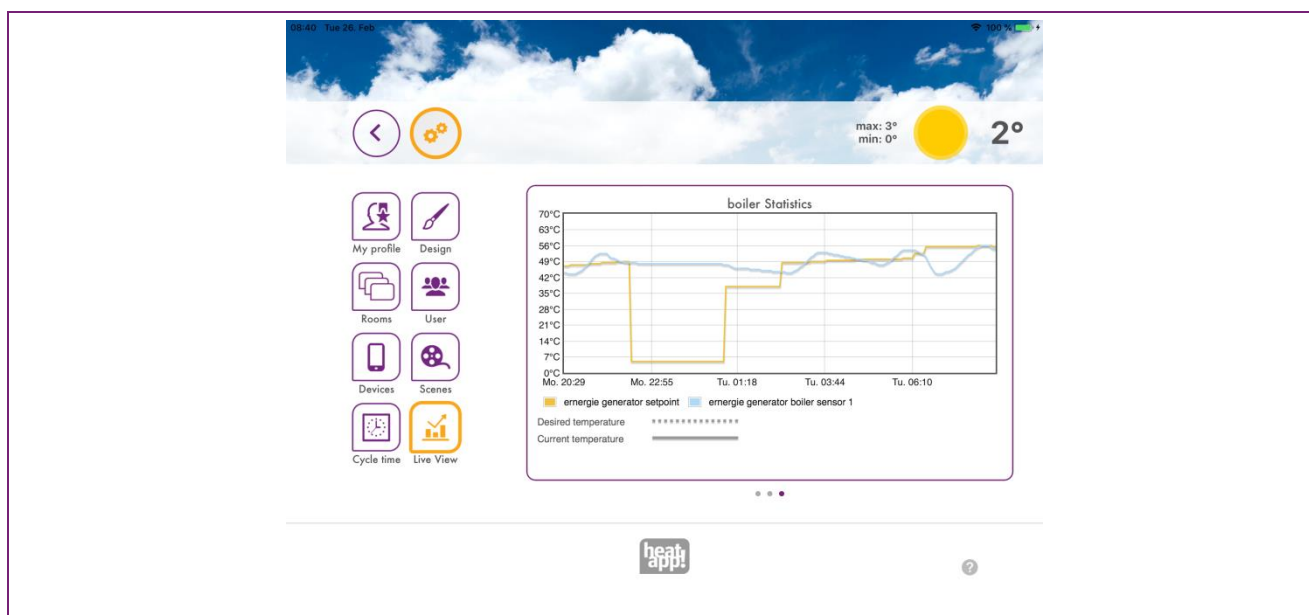 08:40 Tue 26. Feb
100 %
max: 3°
min: 0°
2°
My profile
Design
Rooms
User
Devices
Scenes
Cycle time
Live View
boiler Statistics
70°C
63°C
56°C
49°C
42°C
35°C
28°C
21°C
14°C
7°C
0°C
Mo. 20:29 Mo. 22:55 Tu. 01:18 Tu. 03:44 Tu. 06:10
ernergie generator setpoint ernergie generator boiler sensor 1
Desired temperature
Current temperature
heat
app!
?